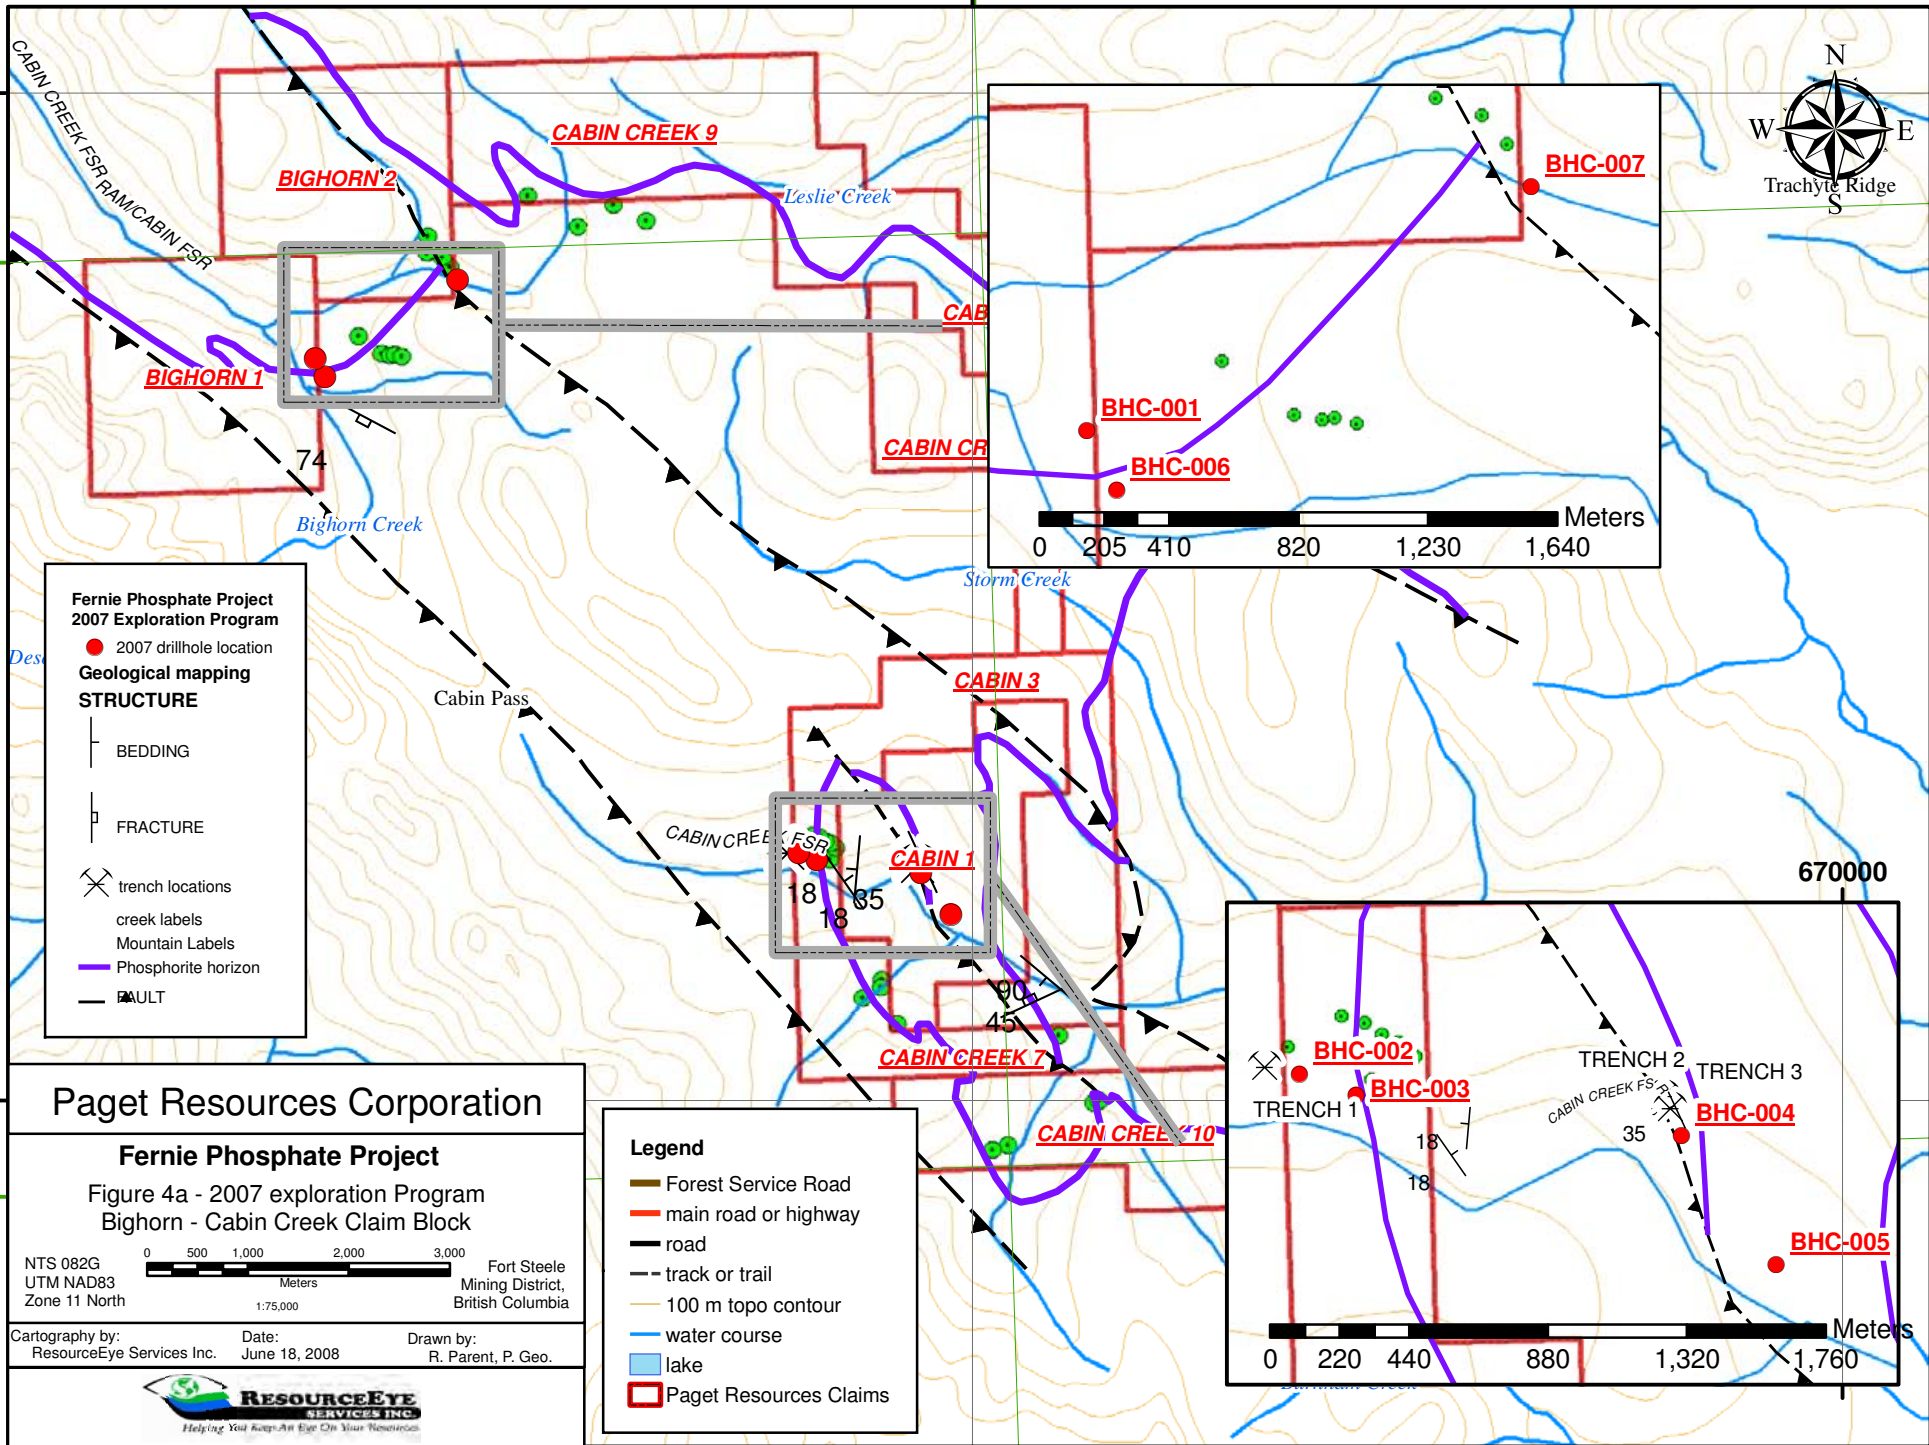 CABIN CREEK FSR
RAM/CABIN FSR
BIGHORN 2
CABIN CREEK 9
Leslie Creek
BIGHORN 1
74
Bighorn Creek
CAB
CABIN CR
BHC-007
BHC-001
BHC-006
Meters
0 205 410 820 1,230 1,640
N
W E
S
Trachyte Ridge
Storm Creek
Cabin Pass
CABIN 3
CABIN CREEK FSR
CABIN 1
18
18
35
90
45
CABIN CREEK 7
CABIN CREEK 10
670000
BHC-002
BHC-003
TRENCH 1
TRENCH 2
TRENCH 3
BHC-004
BHC-005
35
18
18
Meters
0 220 440 880 1,320 1,760
Fernie Phosphate Project
2007 Exploration Program
2007 drillhole location
Geological mapping
STRUCTURE
BEDDING
FRACTURE
trench locations
creek labels
Mountain Labels
Phosphorite horizon
FAULT
Paget Resources Corporation
Fernie Phosphate Project
Figure 4a - 2007 exploration Program
Bighorn - Cabin Creek Claim Block
NTS 082G
UTM NAD83
Zone 11 North
0 500 1,000 2,000 3,000
Meters
1:75,000
Fort Steele
Mining District,
British Columbia
Cartography by:
ResourceEye Services Inc.
Date:
June 18, 2008
Drawn by:
R. Parent, P. Geo.
RESOURCEEYE
SERVICES INC.
Helping You Keep An Eye On Your Resources
Legend
Forest Service Road
main road or highway
road
track or trail
100 m topo contour
water course
lake
Paget Resources Claims